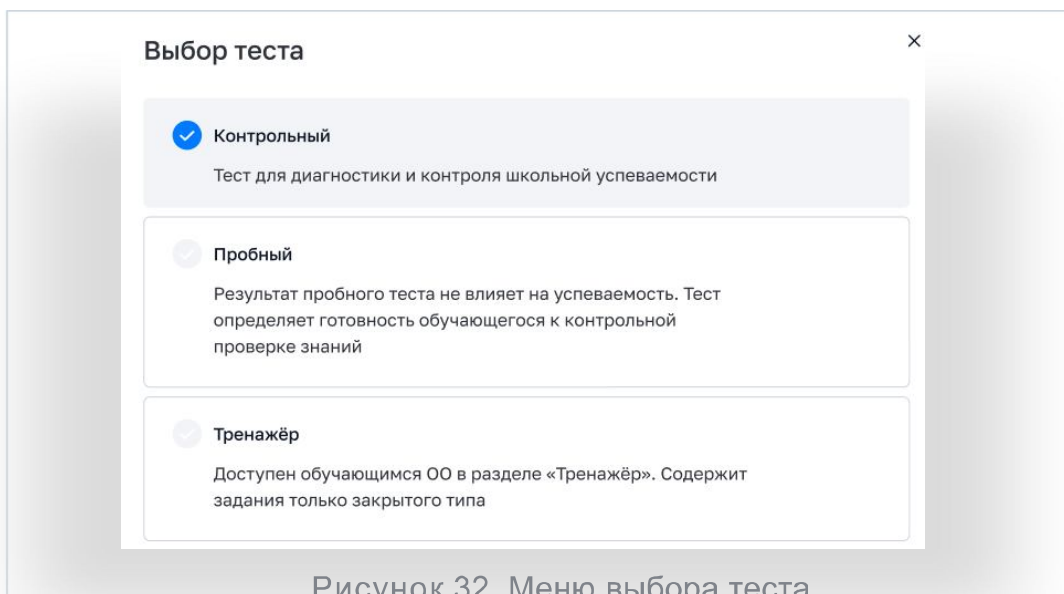 Выбор теста
Контрольный
Тест для диагностики и контроля школьной успеваемости
Пробный
Результат пробного теста не влияет на успеваемость. Тест
определяет готовность обучающегося к контрольной
проверке знаний
Тренажёр
Доступен обучающимся ОО в разделе «Тренажёр». Содержит
задания только закрытого типа
Рисунок 32. Меню выбора теста